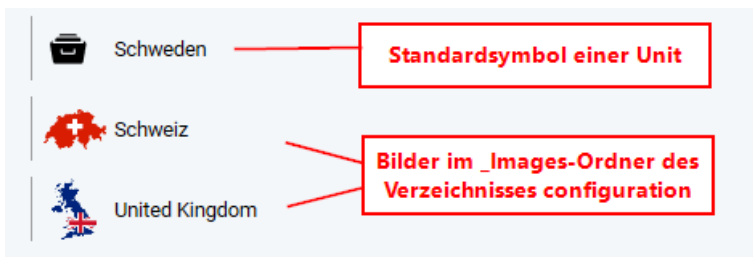 Schweden
Standardsymbol einer Unit
Schweiz
Bilder im _Images-Ordner des
Verzeichnisses configuration
United Kingdom